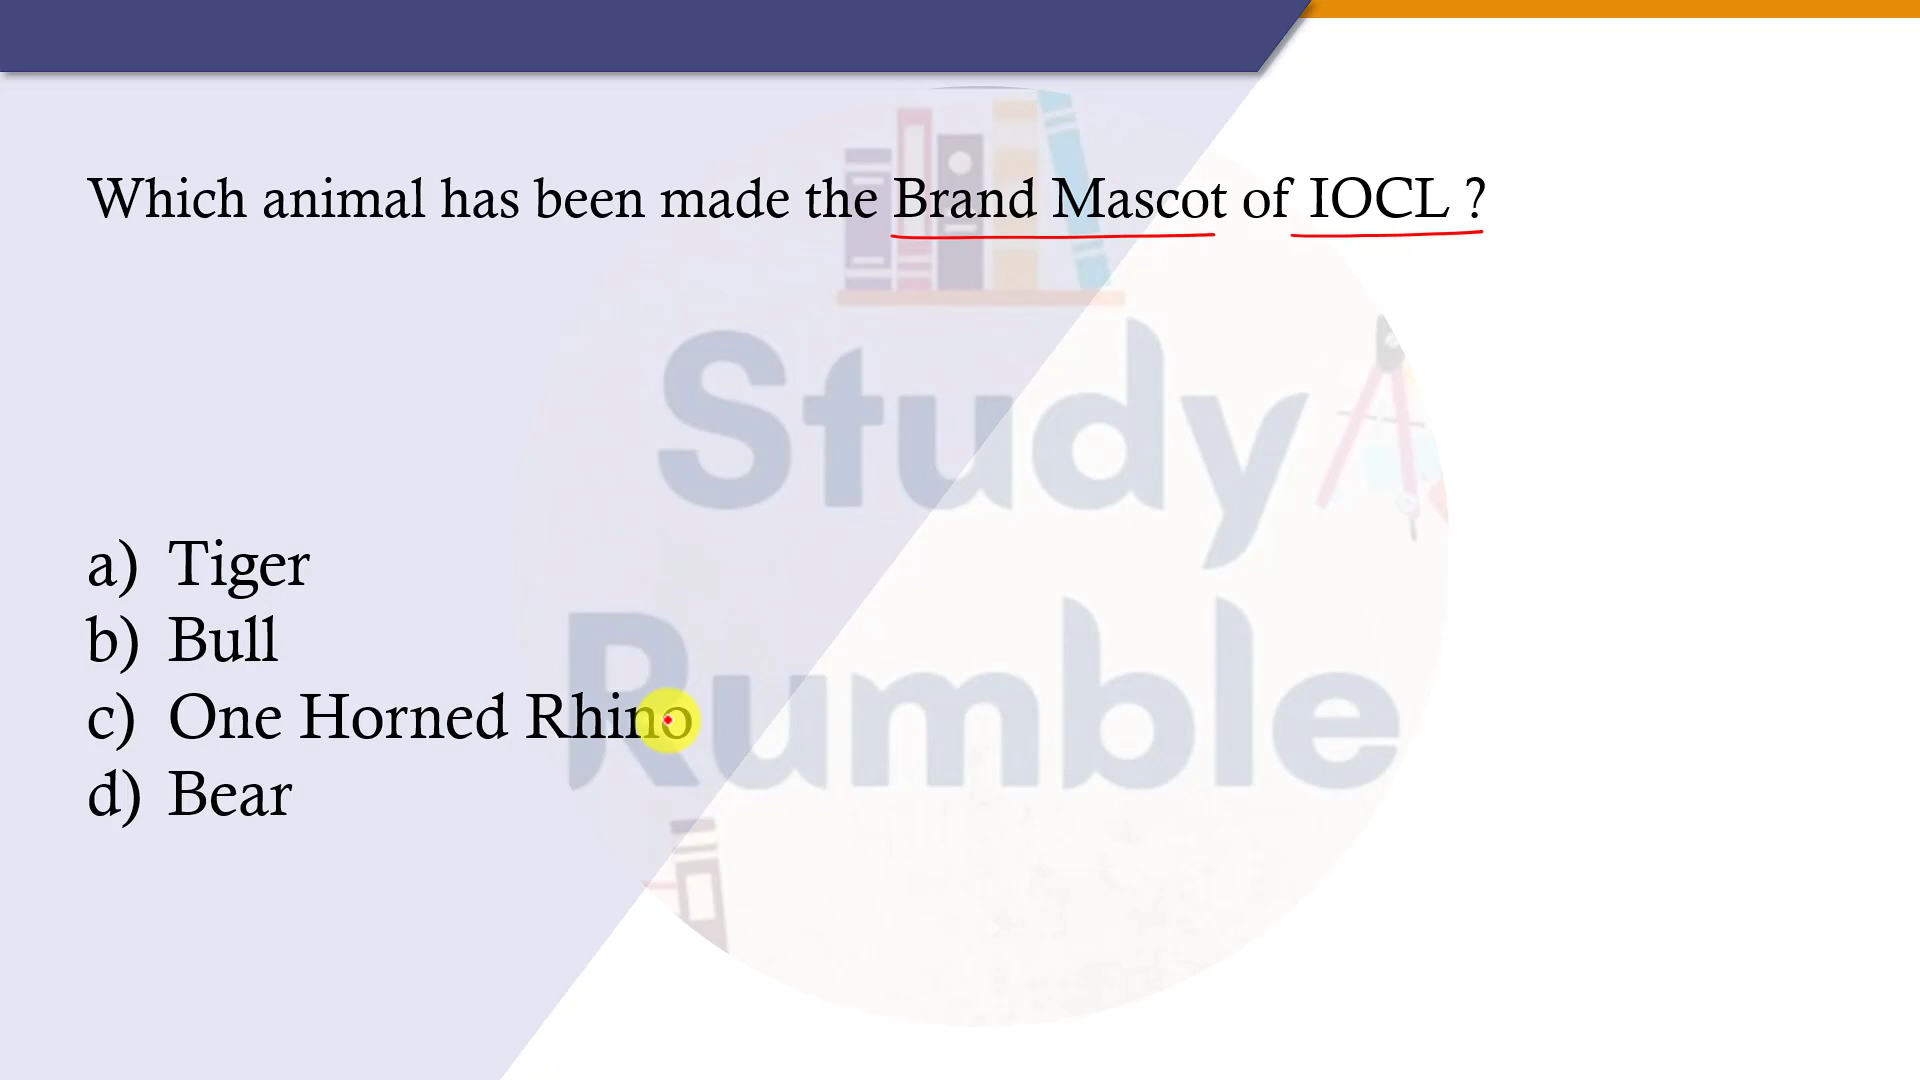 Which animal has been made the Brand Mascot of IOCL ?
Study
Rumble
a) Tiger
b) Bull
c) One Horned Rhino
d) Bear